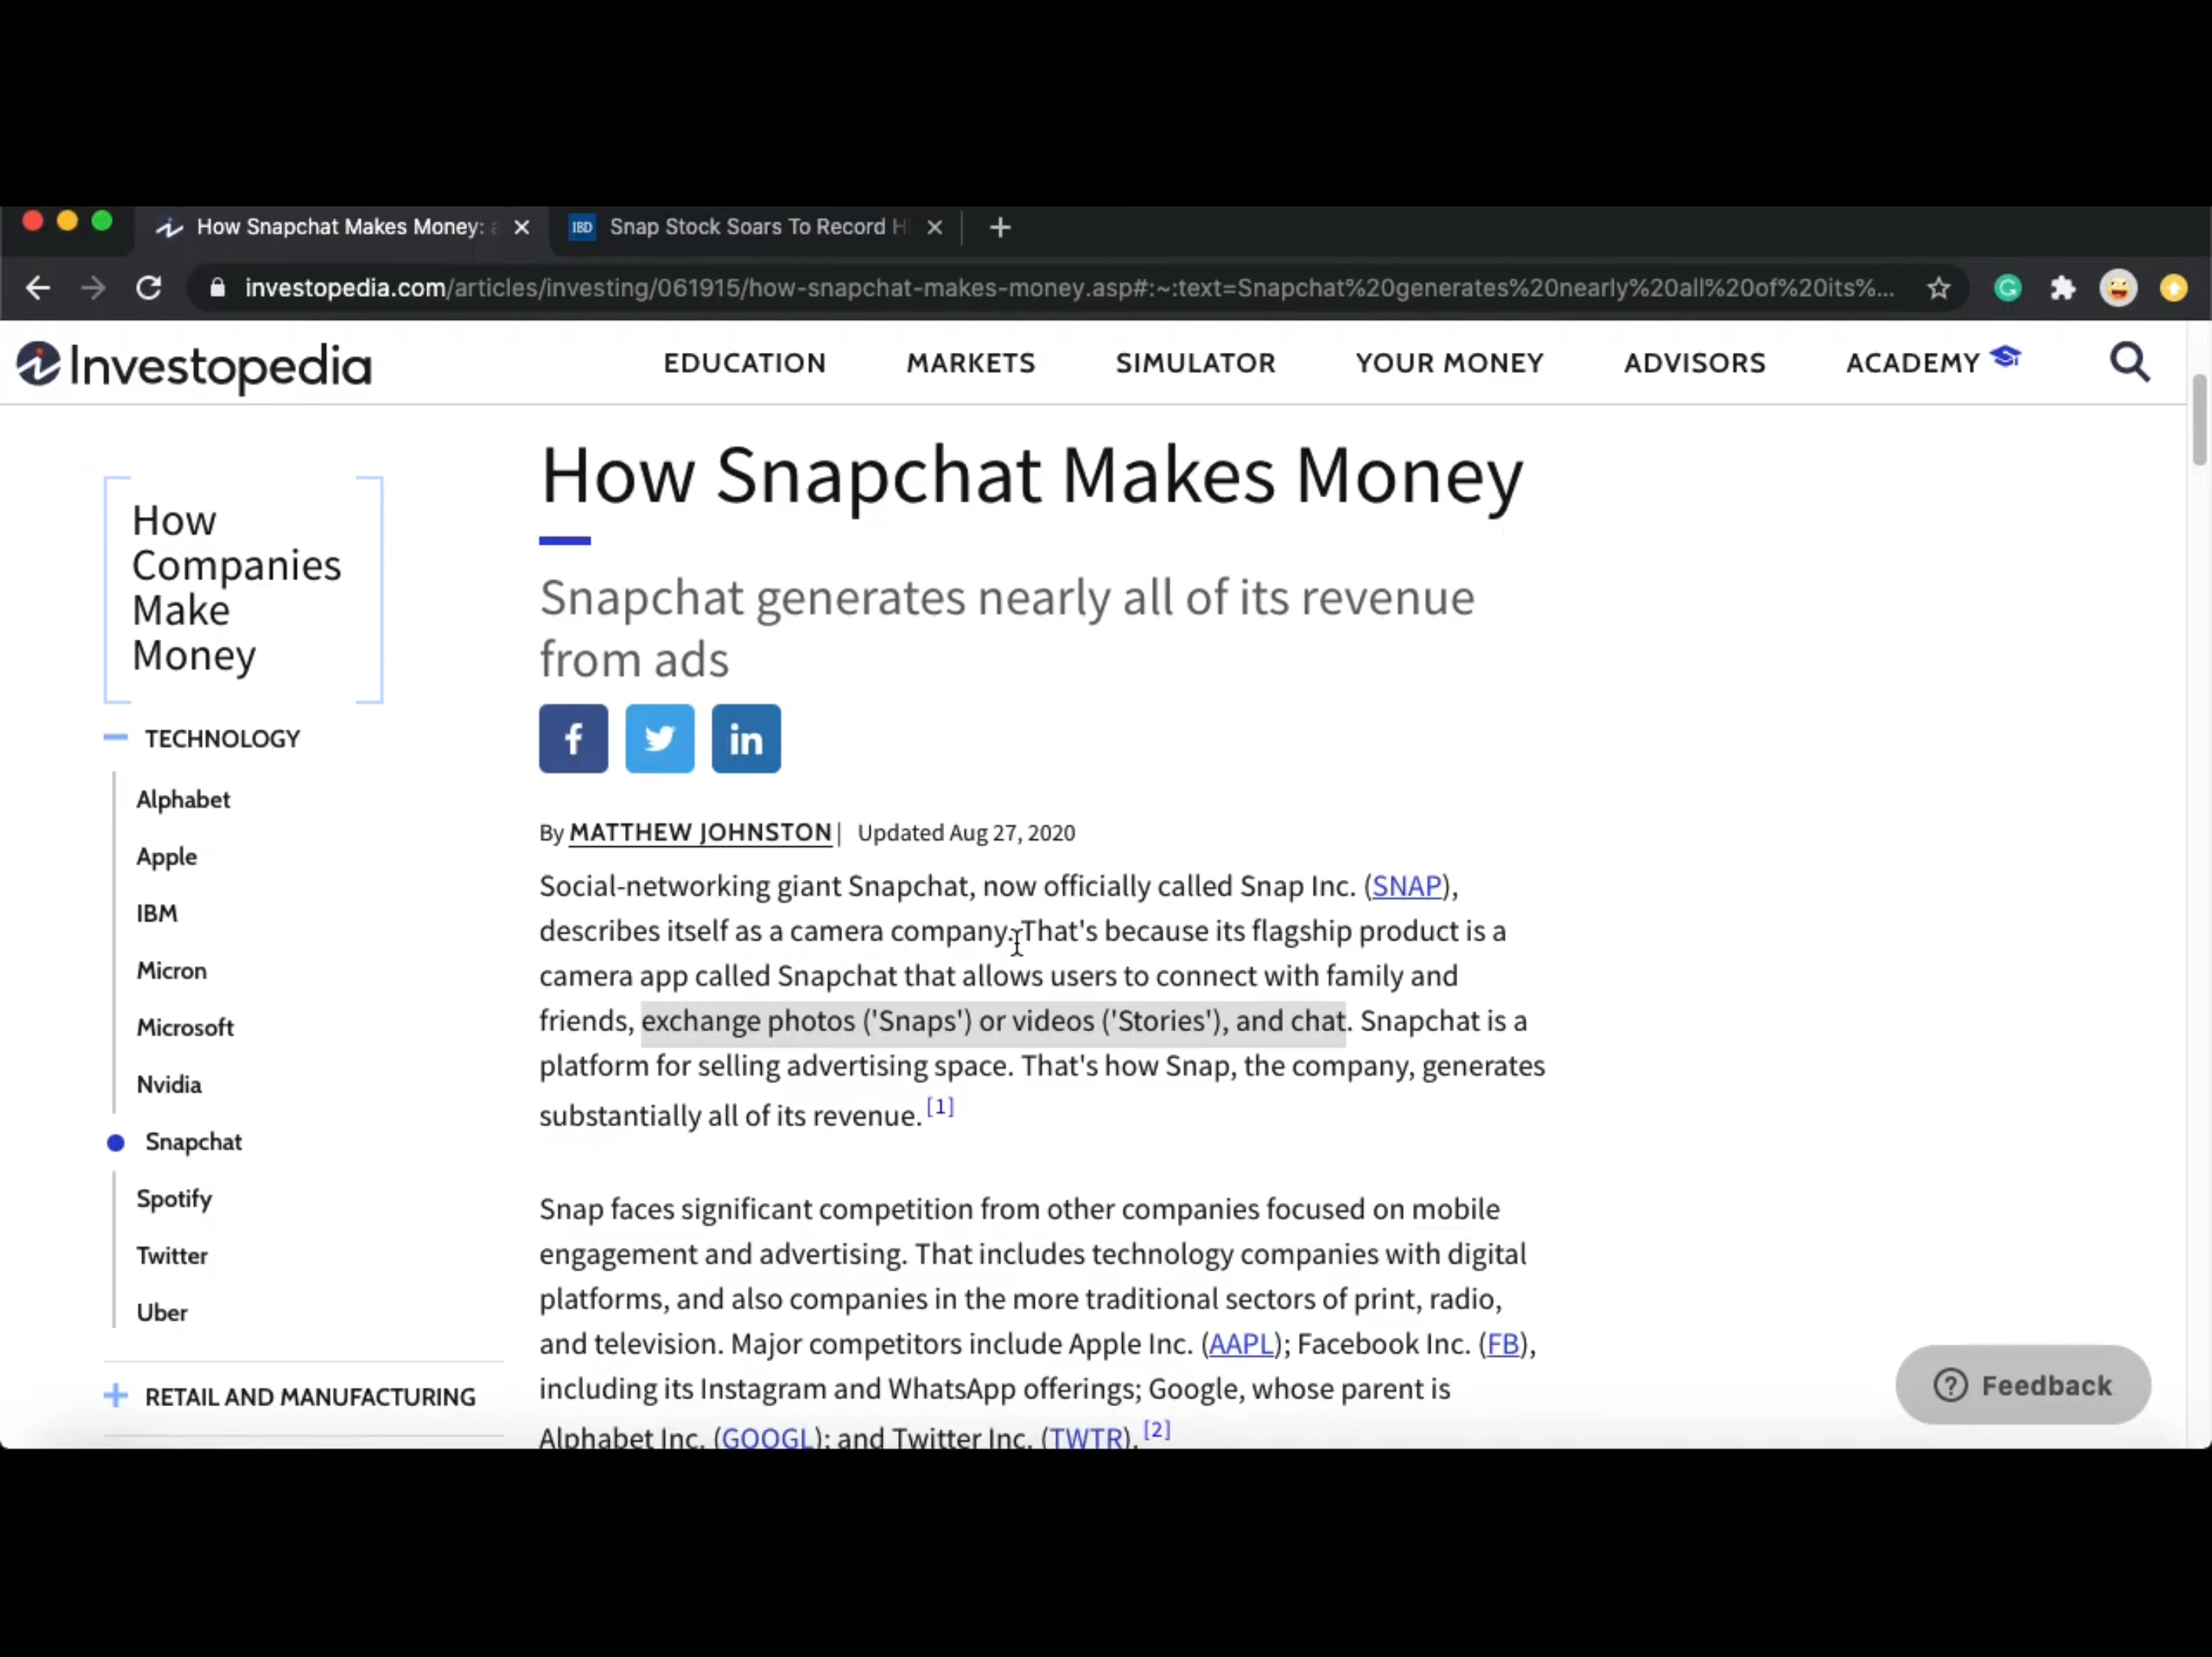 How Snapchat Makes Money:
IBD Snap Stock Soars To Record H
investopedia.com/articles/investing/061915/how-snapchat-makes-money.asp#:~:text=Snapchat%20generates%20nearly%20all%20of%20its%...
Investopedia
EDUCATION MARKETS SIMULATOR YOUR MONEY ADVISORS ACADEMY
How
Companies
Make
Money
TECHNOLOGY
Alphabet
Apple
IBM
Micron
Microsoft
Nvidia
Snapchat
Spotify
Twitter
Uber
RETAIL AND MANUFACTURING
How Snapchat Makes Money
Snapchat generates nearly all of its revenue
from ads
By MATTHEW JOHNSTON | Updated Aug 27, 2020
Social-networking giant Snapchat, now officially called Snap Inc. (SNAP),
describes itself as a camera company. That's because its flagship product is a
camera app called Snapchat that allows users to connect with family and
friends, exchange photos ('Snaps') or videos ('Stories'), and chat. Snapchat is a
platform for selling advertising space. That's how Snap, the company, generates
substantially all of its revenue. [1]
Snap faces significant competition from other companies focused on mobile
engagement and advertising. That includes technology companies with digital
platforms, and also companies in the more traditional sectors of print, radio,
and television. Major competitors include Apple Inc. (AAPL); Facebook Inc. (FB),
including its Instagram and WhatsApp offerings; Google, whose parent is
Alphabet Inc. (GOOGL); and Twitter Inc. (TWTR). [2]
Feedback